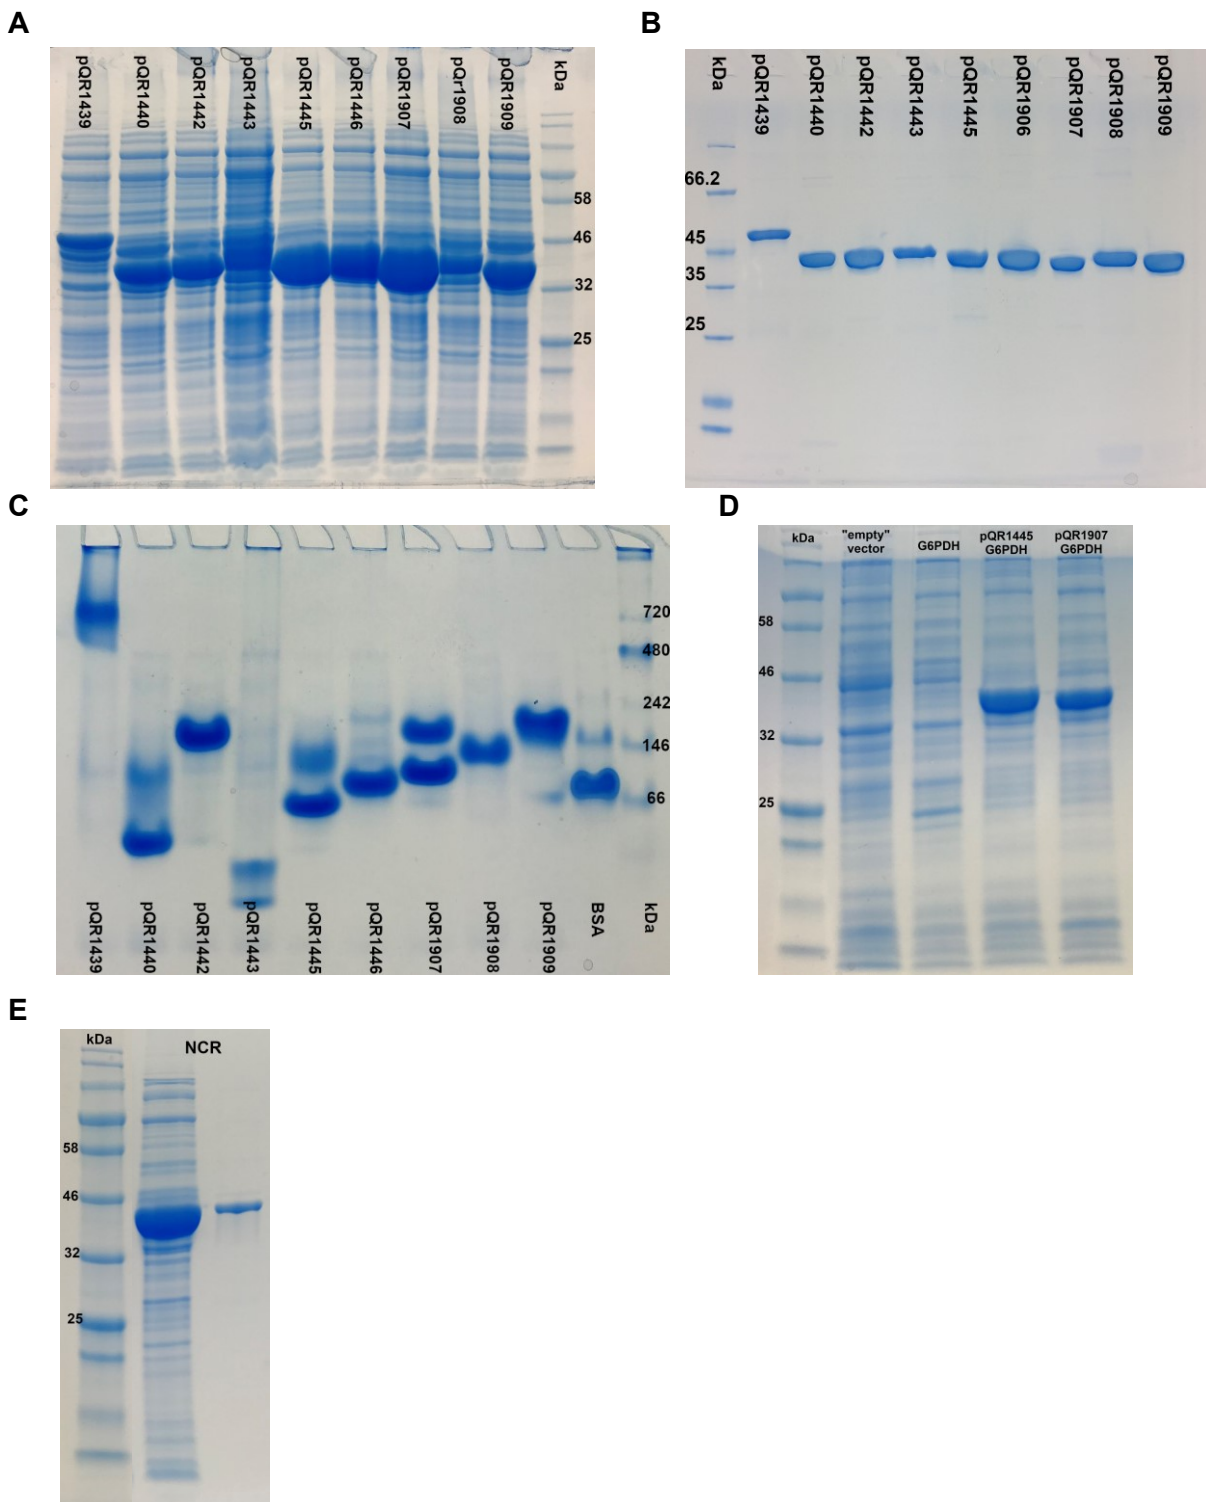 A
pQR1439
pQR1440
pQR1442
pQR1443
pQR1445
pQR1446
pQR1907
pQr1908
pQR1909
kDa
58
46
32
25
B
kDa
pQR1439
pQR1440
pQR1442
pQR1443
pQR1445
pQR1906
pQR1907
pQR1908
pQR1909
66.2
45
35
25
C
720
480
242
146
66
pQR1439
pQR1440
pQR1442
pQR1443
pQR1445
pQR1446
pQR1907
pQR1908
pQR1909
BSA
kDa
D
kDa
"empty"
vector
G6PDH
pQR1445
G6PDH
pQR1907
G6PDH
58
46
32
25
E
kDa
NCR
58
46
32
25